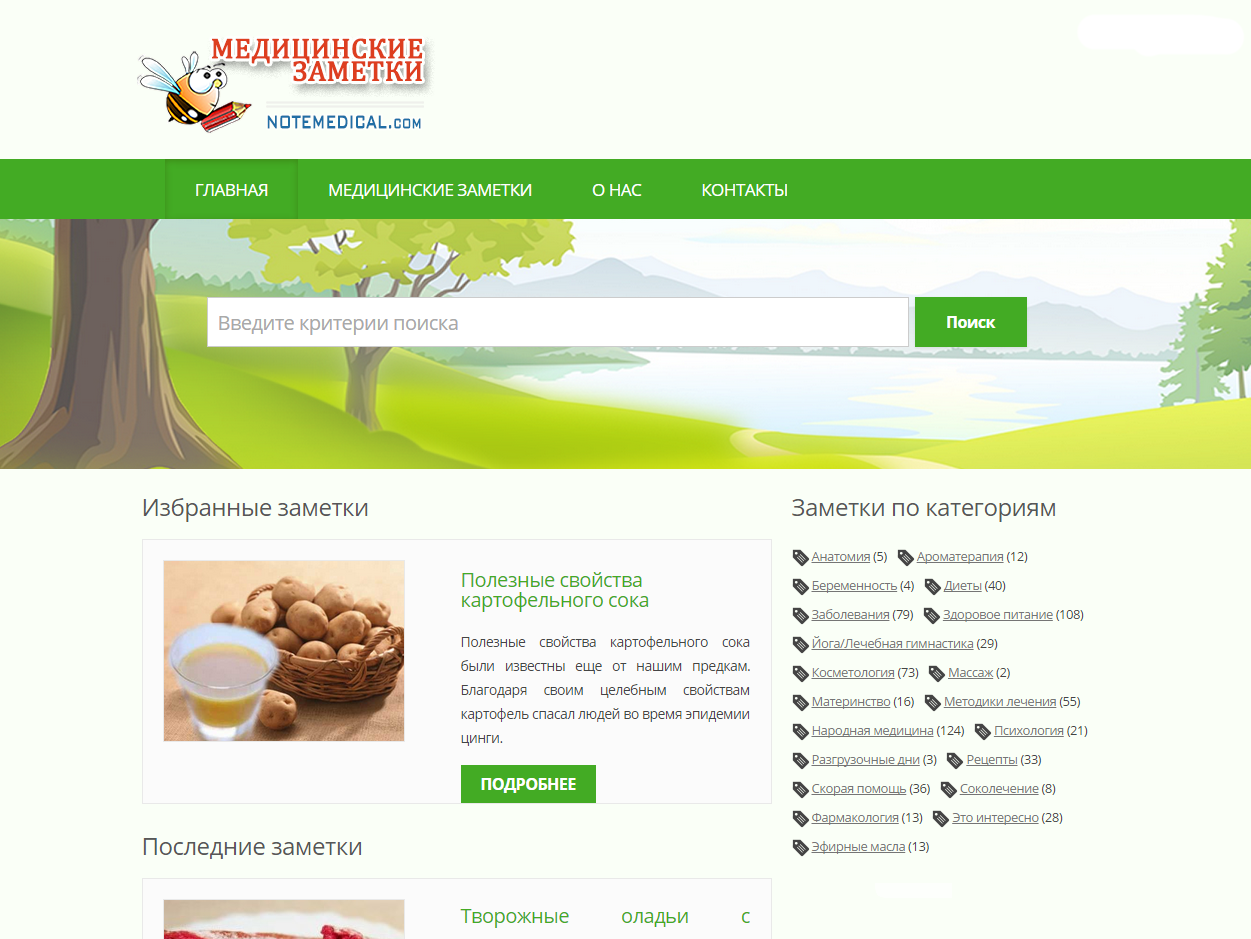 МЕДИЦИНСКИЕ
ЗАМЕТКИ
NOTEMEDICAL.COM
ГЛАВНАЯ МЕДИЦИНСКИЕ ЗАМЕТКИ О НАС КОНТАКТЫ
Введите критерии поиска Поиск
Избранные заметки
Полезные свойства
картофельного сока
Полезные свойства картофельного сока
были известны еще от нашим предкам.
Благодаря своим целебным свойствам
картофель спасал людей во время эпидемии
цинги.
ПОДРОБНЕЕ
Последние заметки
Творожные оладьи с
Заметки по категориям
Анатомия (5) Ароматерапия (12)
Беременность (4) Диеты (40)
Заболевания (79) Здоровое питание (108)
Йога/Лечебная гимнастика (29)
Косметология (73) Массаж (2)
Материнство (16) Методики лечения (55)
Народная медицина (124) Психология (21)
Разгрузочные дни (3) Рецепты (33)
Скорая помощь (36) Соколечение (8)
Фармакология (13) Это интересно (28)
Эфирные масла (13)